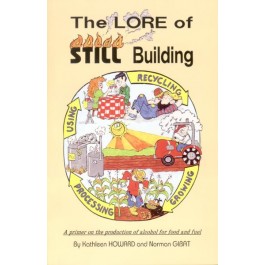 The LORE of
STILL Building
USING
RECYCLING
PROCESSING
GROWING
A primer on the production of alcohol for food and fuel
By Kathleen HOWARD and Norman GIBAT